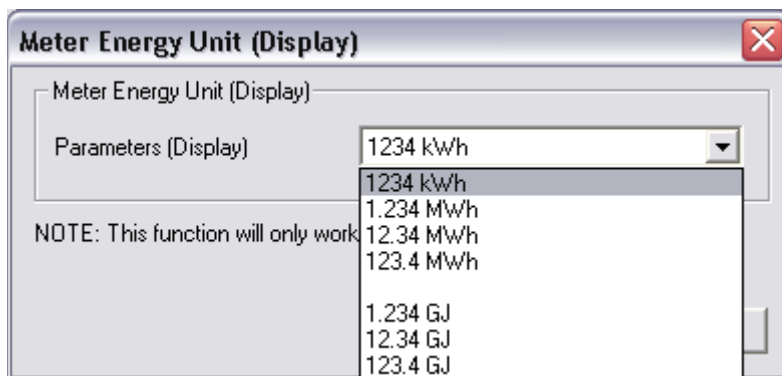 Meter Energy Unit (Display)
Meter Energy Unit (Display)
Parameters (Display)
1234 kWh
1234 kWh
1.234 MWh
NOTE: This function will only work
12.34 MWh
123.4 MWh
1.234 GJ
12.34 GJ
123.4 GJ